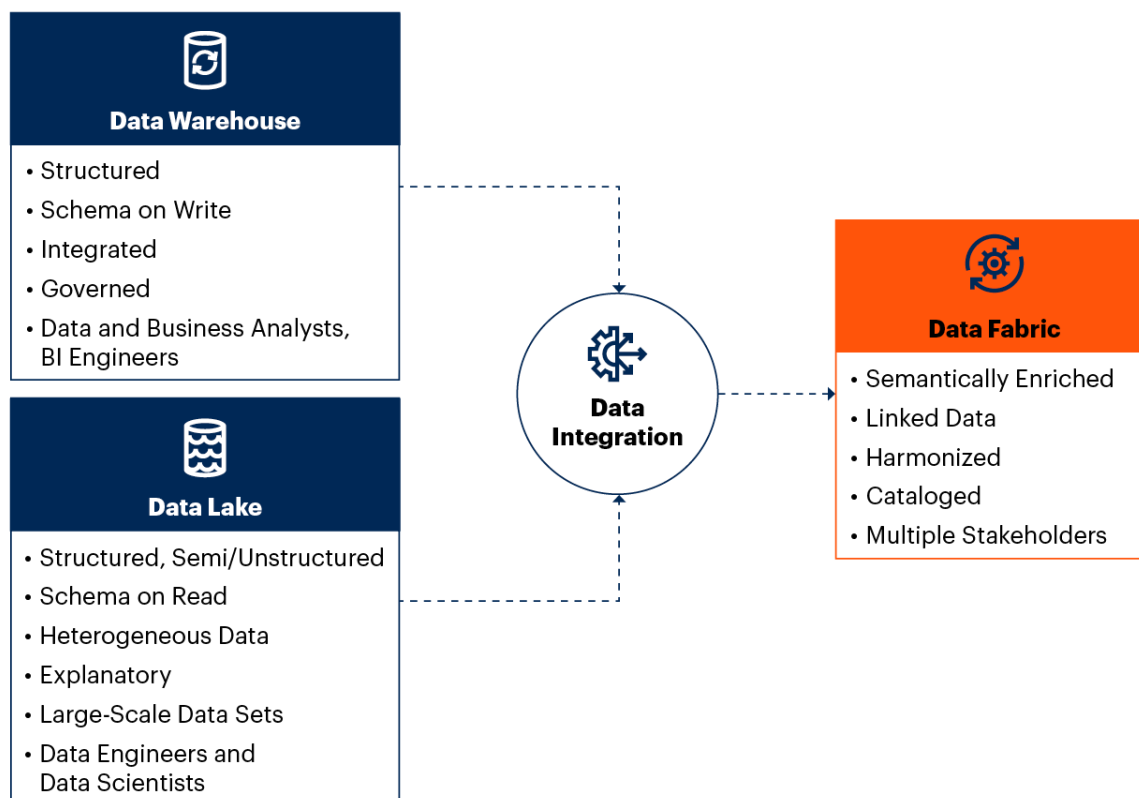 Data Warehouse
• Structured
• Schema on Write
• Integrated
• Governed
• Data and Business Analysts,
BI Engineers
Data Lake
• Structured, Semi/Unstructured
• Schema on Read
• Heterogeneous Data
• Explanatory
• Large-Scale Data Sets
• Data Engineers and
Data Scientists
Data
Integration
Data Fabric
• Semantically Enriched
• Linked Data
• Harmonized
• Cataloged
• Multiple Stakeholders